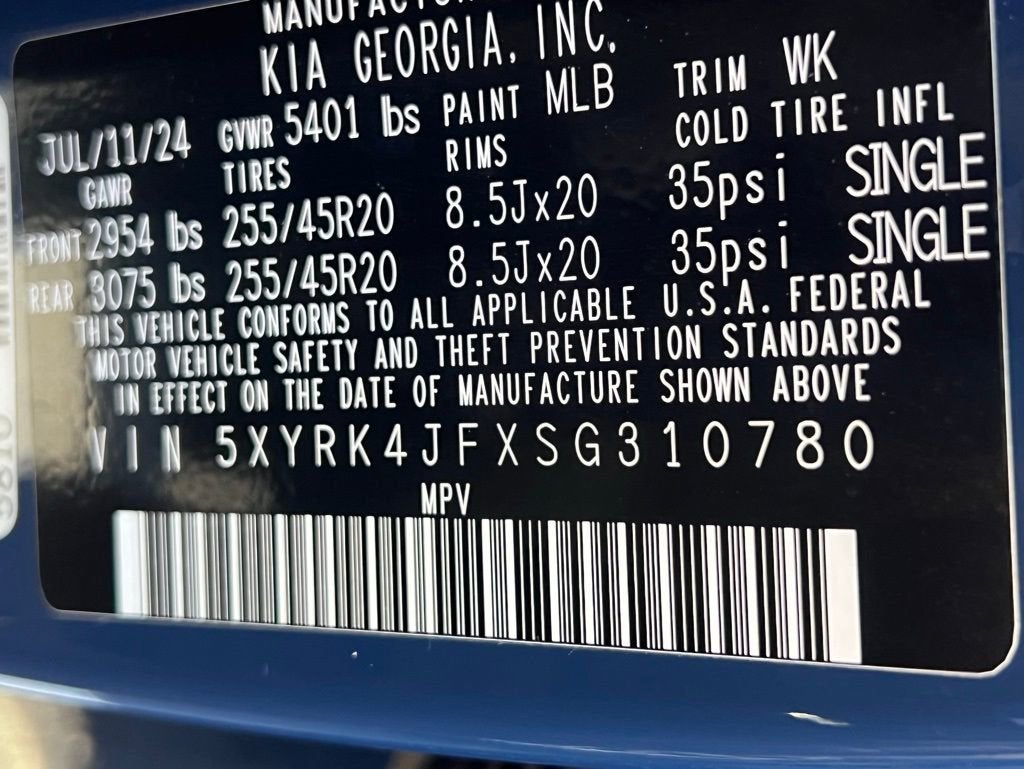 MANUFACTU
KIA GEORGIA, INC.
JUL/11/24 GVWR 5401 lbs PAINT MLB TRIM WK
GAWR TIRES RIMS COLD TIRE INFL
FRONT 2954 lbs 255/45R20 8.5Jx20 35psi SINGLE
REAR 3075 lbs 255/45R20 8.5Jx20 35psi SINGLE
THIS VEHICLE CONFORMS TO ALL APPLICABLE U.S.A. FEDERAL
MOTOR VEHICLE SAFETY AND THEFT PREVENTION STANDARDS
IN EFFECT ON THE DATE OF MANUFACTURE SHOWN ABOVE
VIN 5XYRK4JFXSG310780
MPV